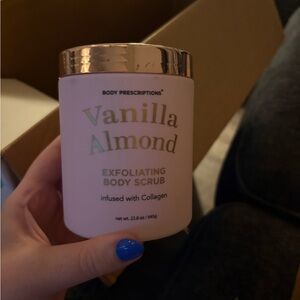 BODY PRESCRIPTIONS®
Vanilla
Almond
EXFOLIATING
BODY SCRUB
infused with Collagen